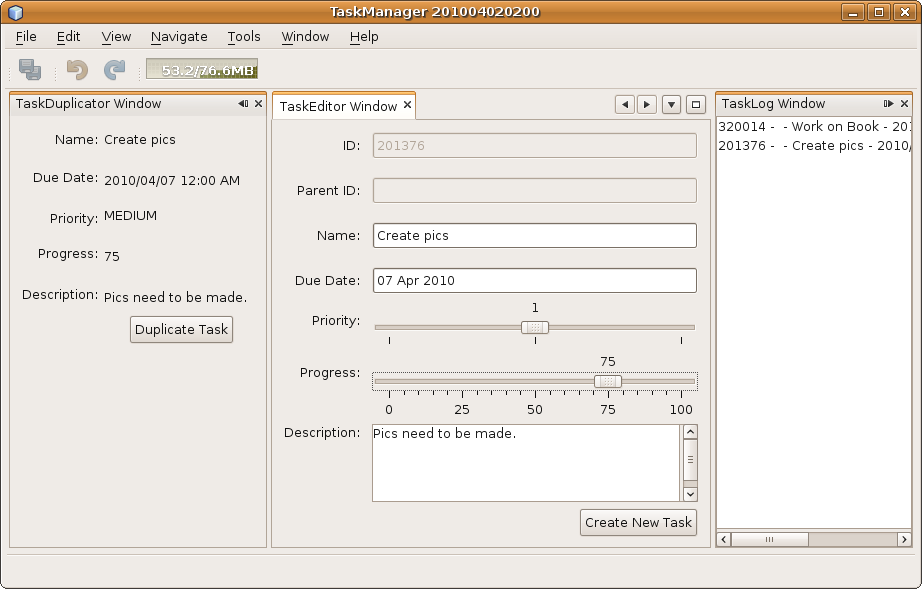 TaskManager 201004020200
File Edit View Navigate Tools Window Help
53.2/76.6MB
TaskDuplicator Window
Name: Create pics
Due Date: 2010/04/07 12:00 AM
Priority: MEDIUM
Progress: 75
Description: Pics need to be made.
Duplicate Task
TaskEditor Window
ID: 201376
Parent ID:
Name: Create pics
Due Date: 07 Apr 2010
1
Priority:
75
Progress:
0 25 50 75 100
Description: Pics need to be made.
Create New Task
TaskLog Window
320014 - - Work on Book - 201
201376 - - Create pics - 2010/